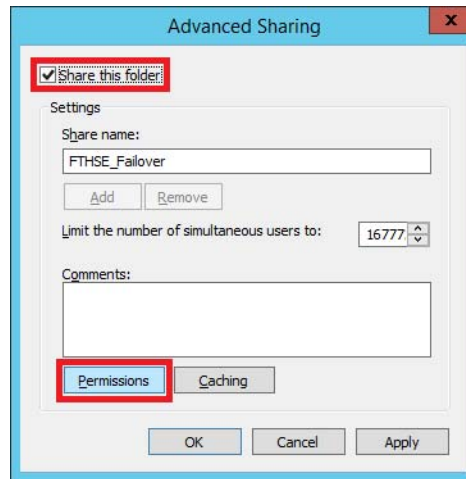 Advanced Sharing
x
Share this folder
Settings
Share name:
FTHSE_Failover
Add Remove
Limit the number of simultaneous users to: 16777
Comments:
Permissions Caching
OK Cancel Apply